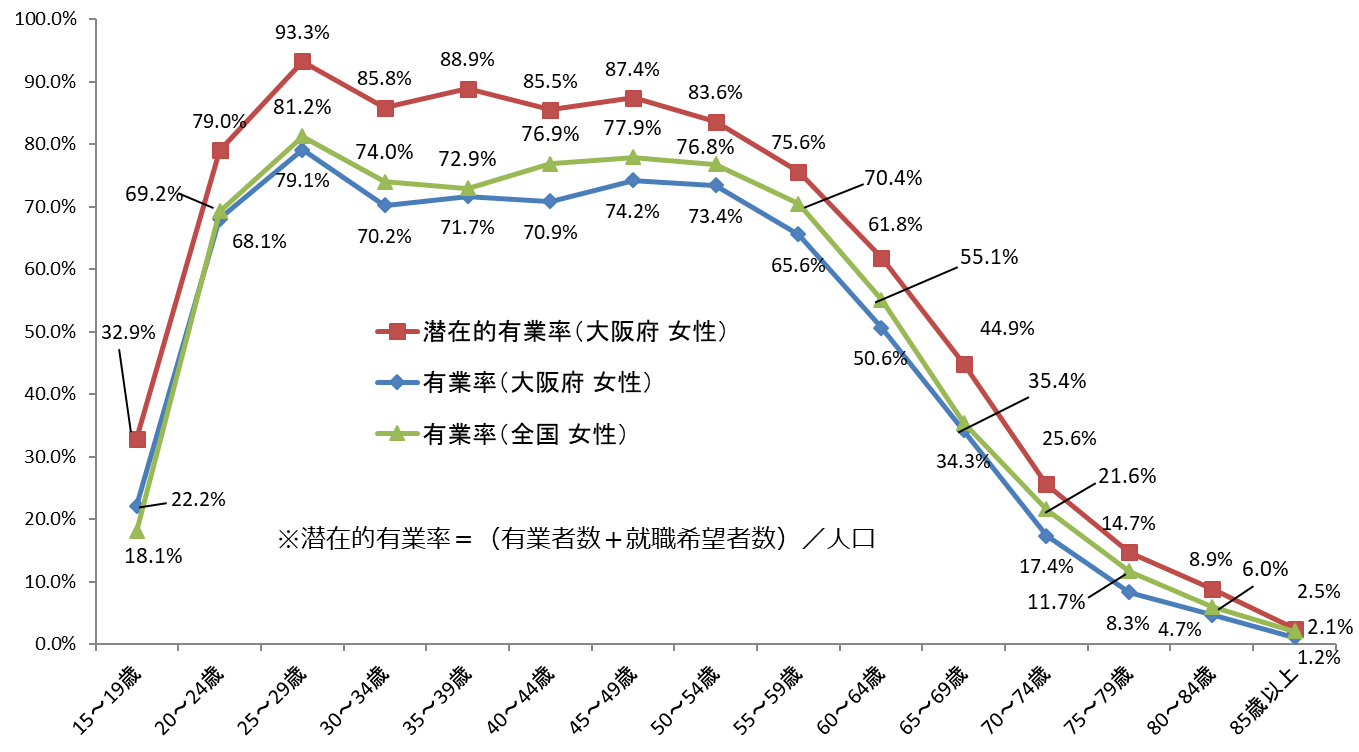 100.0%
90.0%
80.0%
70.0%
60.0%
50.0%
40.0%
30.0%
20.0%
10.0%
0.0%
32.9%
79.0%
93.3%
85.8%
88.9%
85.5%
87.4%
83.6%
75.6%
61.8%
44.9%
25.6%
14.7%
8.9%
2.5%
18.1%
69.2%
81.2%
74.0%
72.9%
76.9%
77.9%
76.8%
70.4%
55.1%
35.4%
21.6%
11.7%
6.0%
2.1%
22.2%
68.1%
79.1%
70.2%
71.7%
70.9%
74.2%
73.4%
65.6%
50.6%
34.3%
17.4%
8.3%
4.7%
1.2%
潜在的有業率（大阪府 女性）
有業率（大阪府 女性）
有業率（全国 女性）
※潜在的有業率＝（有業者数＋就職希望者数）／人口
15～19歳
20～24歳
25～29歳
30～34歳
35～39歳
40～44歳
45～49歳
50～54歳
55～59歳
60～64歳
65～69歳
70～74歳
75～79歳
80～84歳
85歳以上